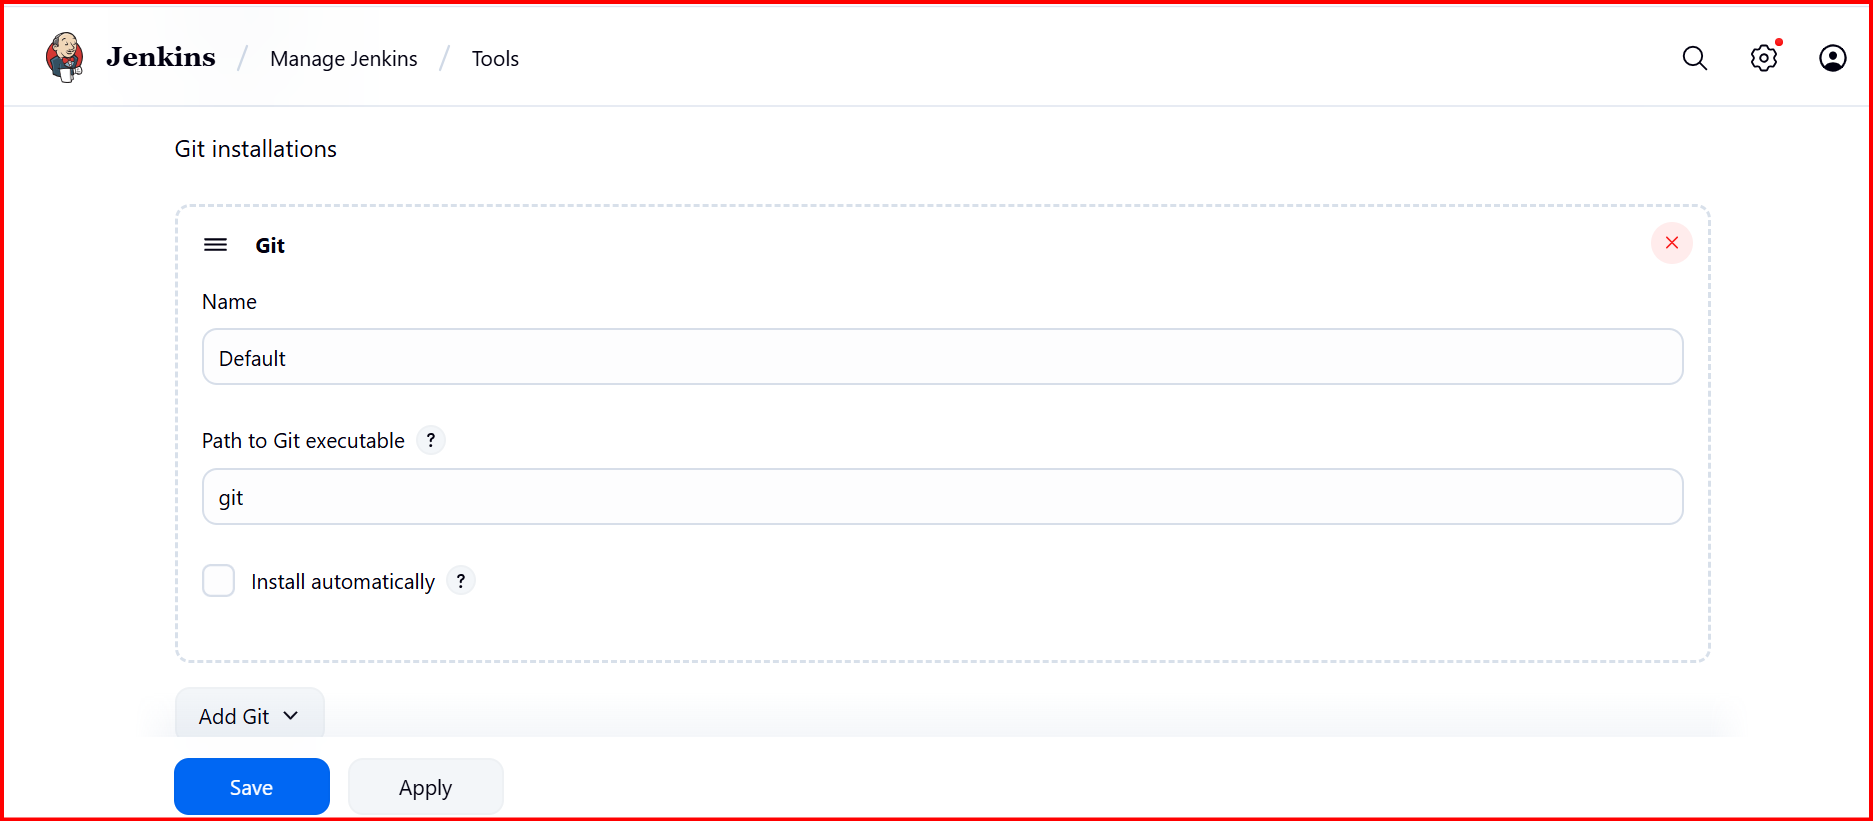 Jenkins / Manage Jenkins / Tools
Git installations
Git
Name
Default
Path to Git executable ?
git
Install automatically ?
Add Git
Save Apply